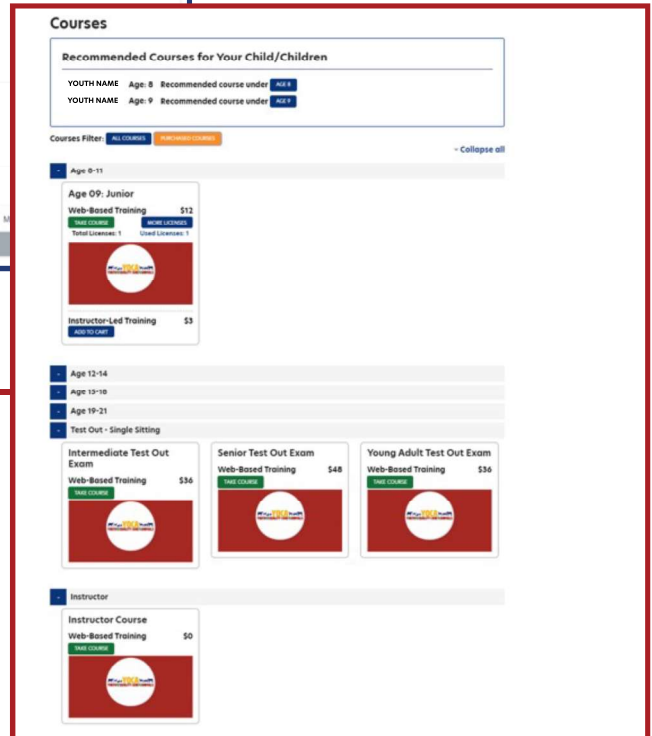 Courses
Recommended Courses for Your Child/Children
YOUTH NAME Age: 8 Recommended course under AGE 8
YOUTH NAME Age: 9 Recommended course under AGE 9
Courses Filter: ALL COURSES PURCHASED COURSES
- Collapse all
- Age 8-11
Age 09: Junior
Web-Based Training $12
TAKE COURSE MORE LICENSES
Total Licenses: 1 Used Licenses: 1
YQCA
Instructor-Led Training $3
ADD TO CART
- Age 12-14
- Age 15-18
- Age 19-21
- Test Out - Single Sitting
Intermediate Test Out Exam
Web-Based Training $36
TAKE COURSE
YQCA
Senior Test Out Exam
Web-Based Training $48
TAKE COURSE
YQCA
Young Adult Test Out Exam
Web-Based Training $36
TAKE COURSE
YQCA
- Instructor
Instructor Course
Web-Based Training $0
TAKE COURSE
YQCA